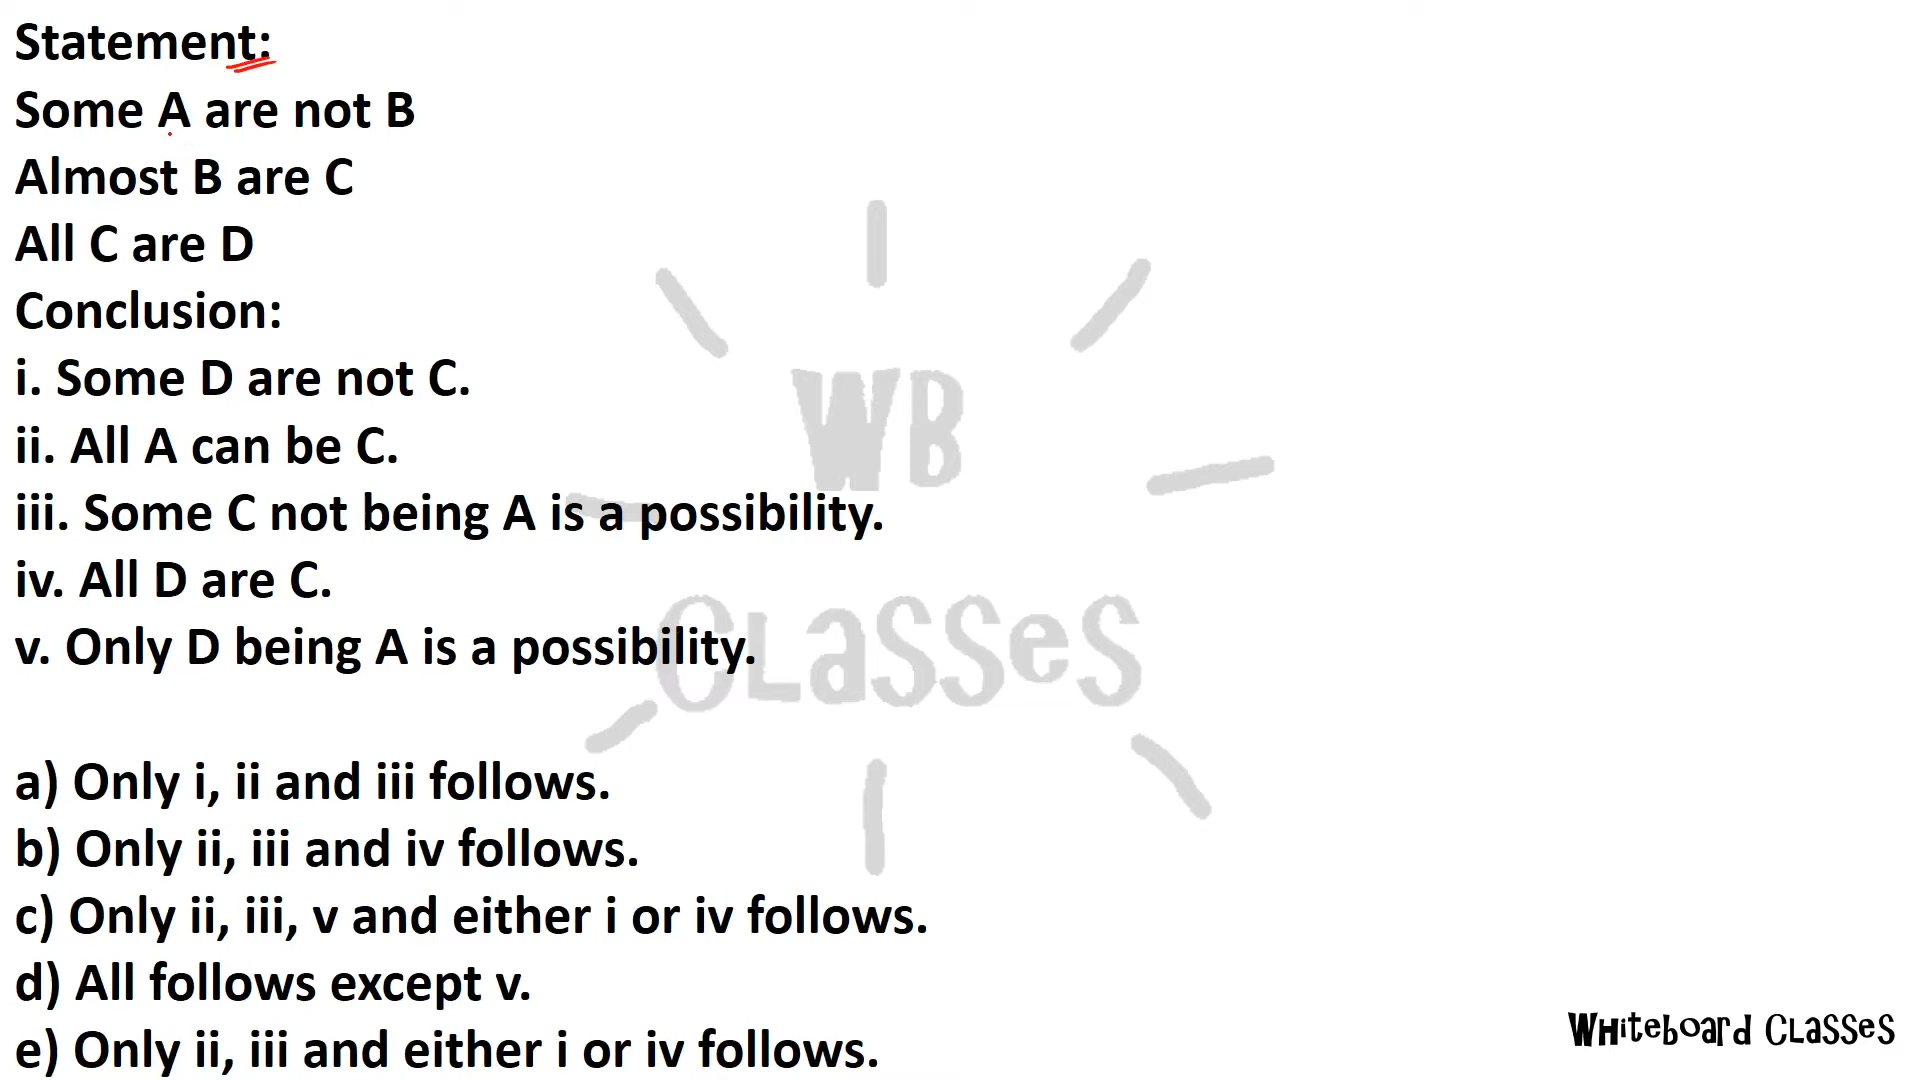 Statement:
Some A are not B
Almost B are C
All C are D
Conclusion:
i. Some D are not C.
ii. All A can be C.
iii. Some C not being A is a possibility.
iv. All D are C.
v. Only D being A is a possibility.
a) Only i, ii and iii follows.
b) Only ii, iii and iv follows.
c) Only ii, iii, v and either i or iv follows.
d) All follows except v.
e) Only ii, iii and either i or iv follows.
WB
CLaSSeS
WHiteboard CLaSSeS